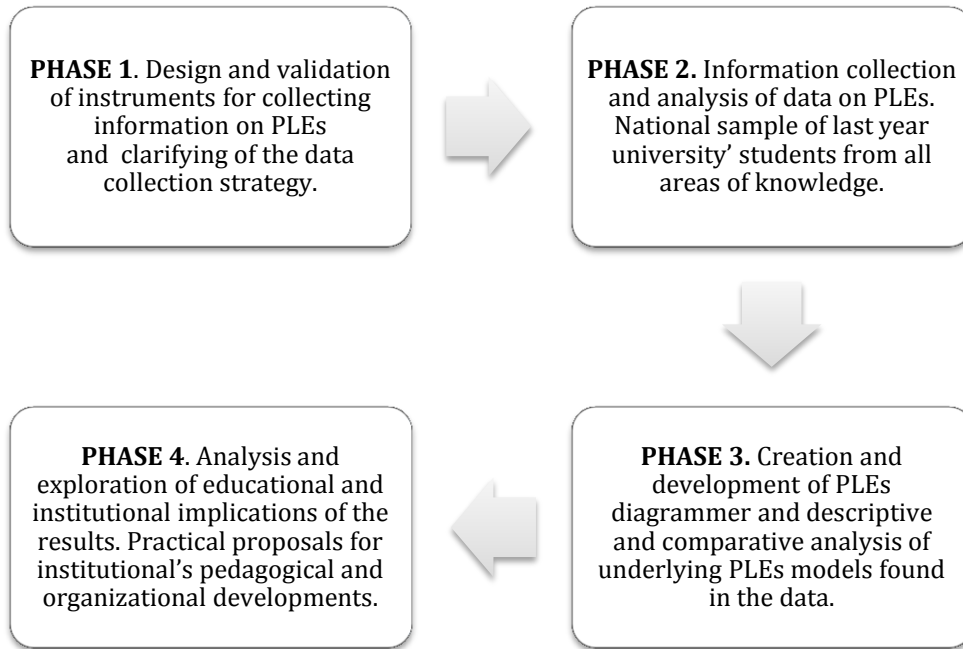 PHASE 1. Design and validation
of instruments for collecting
information on PLEs
and  clarifying of the data
collection strategy.
PHASE 2. Information collection
and analysis of data on PLEs.
National sample of last year
university’ students from all
areas of knowledge.
PHASE 3. Creation and
development of PLEs
diagrammer and descriptive
and comparative analysis of
underlying PLEs models found
in the data.
PHASE 4. Analysis and
exploration of educational and
institutional implications of the
results. Practical proposals for
institutional’s pedagogical and
organizational developments.